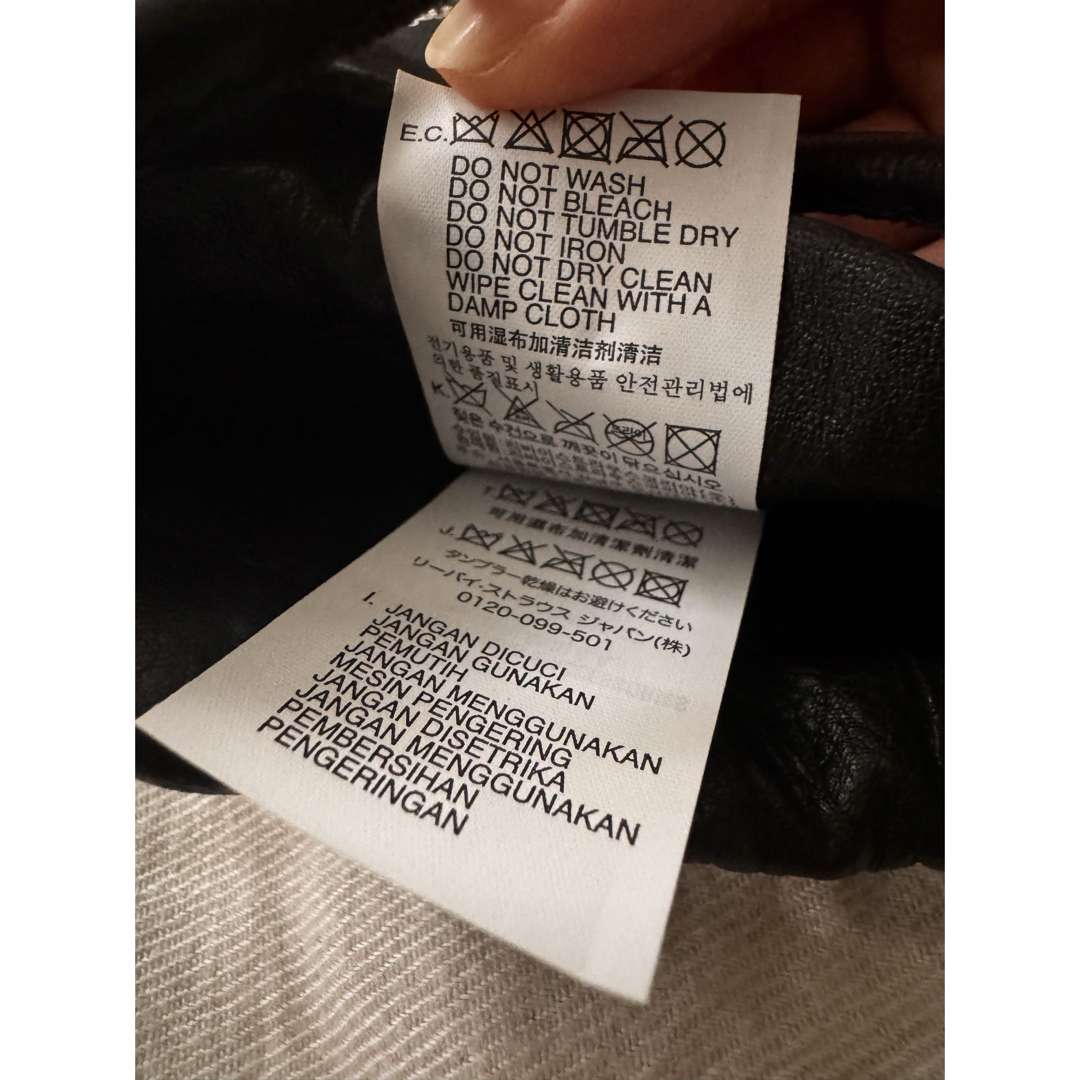 E.C.
DO NOT WASH
DO NOT BLEACH
DO NOT TUMBLE DRY
DO NOT IRON
DO NOT DRY CLEAN
WIPE CLEAN WITH A
DAMP CLOTH
可用湿布加清洁剂清洁
전기용품 및 생활용품 안전관리법에
의한 품질표시
K.
드라이
젖은 수건으로 깨끗이 닦으십시오
T.
可用濕布加清潔劑清潔
J.
タンブラー乾燥はお避けください
リーバイ·ストラウス ジャパン(株)
0120-099-501
I. JANGAN DICUCI
JANGAN GUNAKAN
PEMUTIH
JANGAN MENGGUNAKAN
MESIN PENGERING
JANGAN DISETRIKA
JANGAN MENGGUNAKAN
PEMBERSIHAN
PENGERINGAN